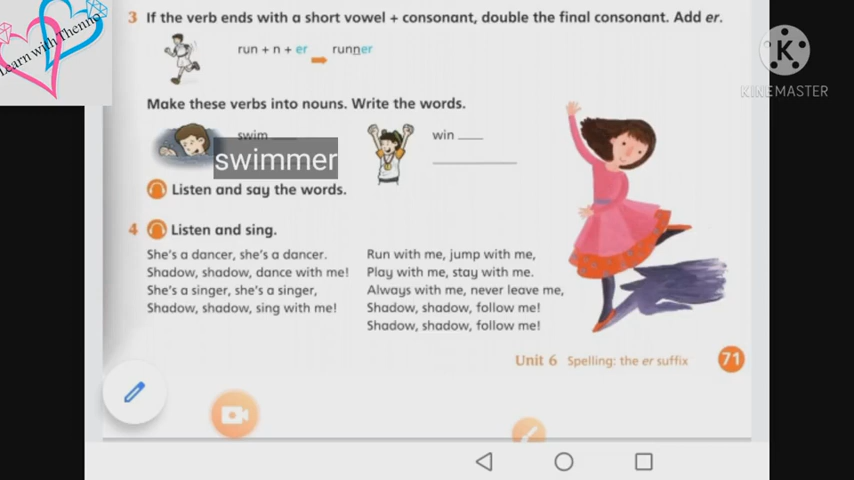 Learn with Thenno
K
KINEMASTER
3 If the verb ends with a short vowel + consonant, double the final consonant. Add er.
run + n + er runner
Make these verbs into nouns. Write the words.
swim ____
swimmer
win ____
Listen and say the words.
4 Listen and sing.
She's a dancer, she's a dancer.
Shadow, shadow, dance with me!
She's a singer, she's a singer,
Shadow, shadow, sing with me!
Run with me, jump with me,
Play with me, stay with me.
Always with me, never leave me,
Shadow, shadow, follow me!
Shadow, shadow, follow me!
Unit 6 Spelling: the er suffix 71